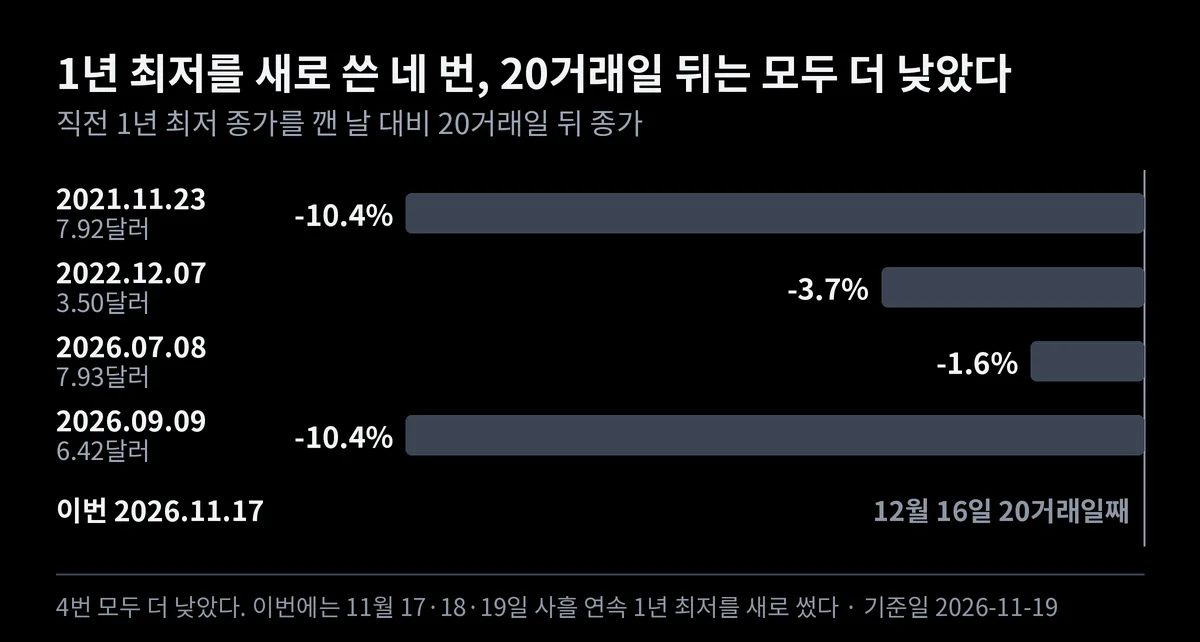 1년 최저를 새로 쓴 네 번, 20거래일 뒤는 모두 더 낮았다
직전 1년 최저 종가를 깬 날 대비 20거래일 뒤 종가
2021.11.23
7.92달러
-10.4%
2022.12.07
3.50달러
-3.7%
2026.07.08
7.93달러
-1.6%
2026.09.09
6.42달러
-10.4%
이번 2026.11.17
12월 16일 20거래일째
4번 모두 더 낮았다. 이번에는 11월 17·18·19일 사흘 연속 1년 최저를 새로 썼다 · 기준일 2026-11-19